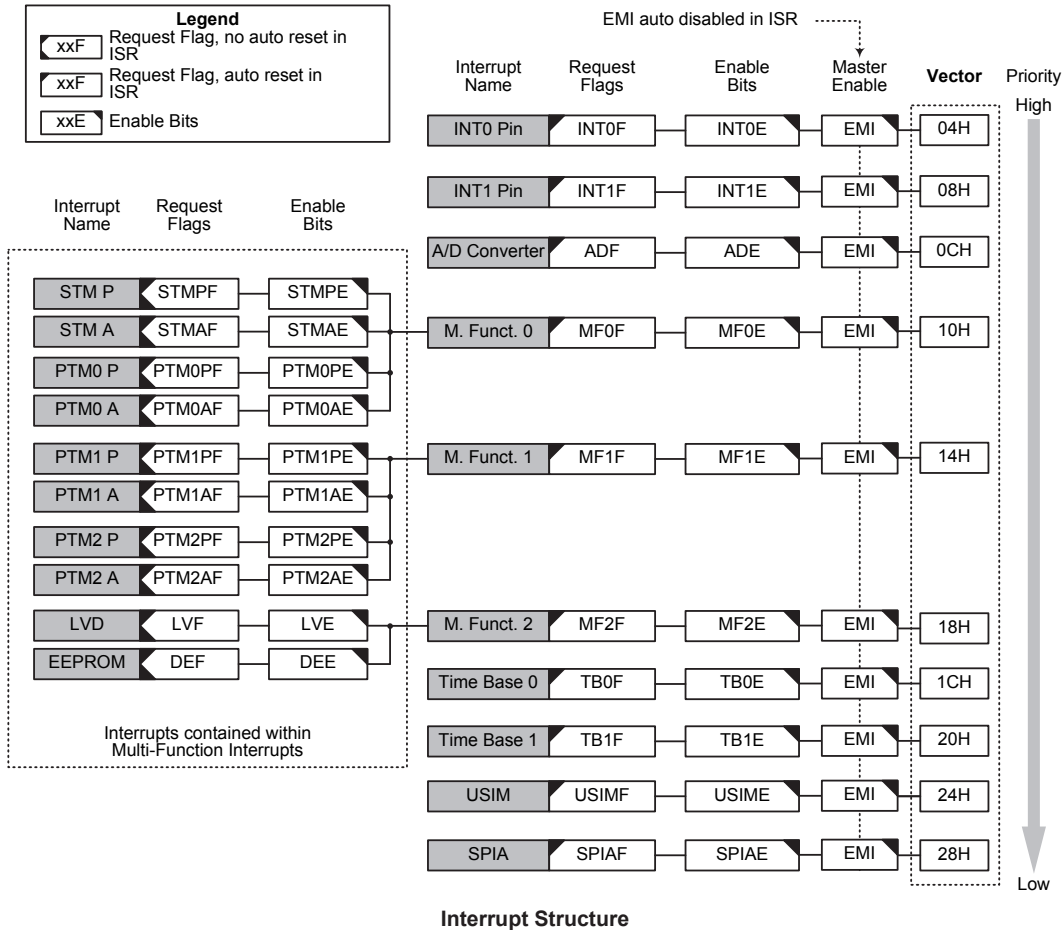 Legend
xxF Request Flag, no auto reset in
ISR
xxF Request Flag, auto reset in
ISR
xxE Enable Bits
EMI auto disabled in ISR
Interrupt
Name
Request
Flags
Enable
Bits
Master
Enable
Vector
Priority
High
INT0 Pin INT0F INT0E EMI 04H
INT1 Pin INT1F INT1E EMI 08H
A/D Converter ADF ADE EMI 0CH
Interrupt
Name
Request
Flags
Enable
Bits
STM P STMPF STMPE
STM A STMAF STMAE M. Funct. 0 MF0F MF0E EMI 10H
PTM0 P PTM0PF PTM0PE
PTM0 A PTM0AF PTM0AE
PTM1 P PTM1PF PTM1PE M. Funct. 1 MF1F MF1E EMI 14H
PTM1 A PTM1AF PTM1AE
PTM2 P PTM2PF PTM2PE
PTM2 A PTM2AF PTM2AE
LVD LVF LVE M. Funct. 2 MF2F MF2E EMI 18H
EEPROM DEF DEE
Time Base 0 TB0F TB0E EMI 1CH
Interrupts contained within
Multi-Function Interrupts
Time Base 1 TB1F TB1E EMI 20H
USIM USIMF USIME EMI 24H
SPIA SPIAF SPIAE EMI 28H
Low
Interrupt Structure